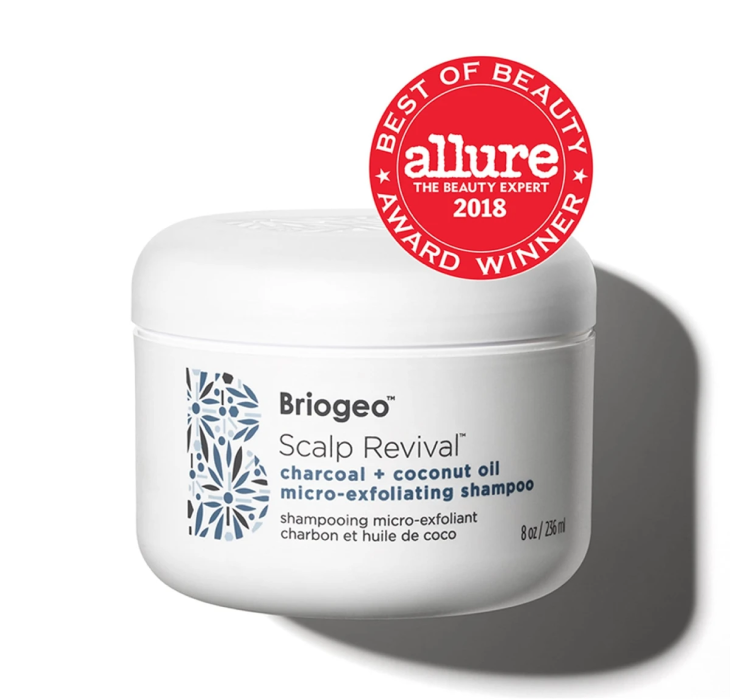 BEST OF BEAUTY
allure
THE BEAUTY EXPERT
2018
AWARD WINNER
Briogeo™
Scalp Revival™
charcoal + coconut oil
micro-exfoliating shampoo
shampooing micro-exfoliant
charbon et huile de coco
8 oz / 236 ml